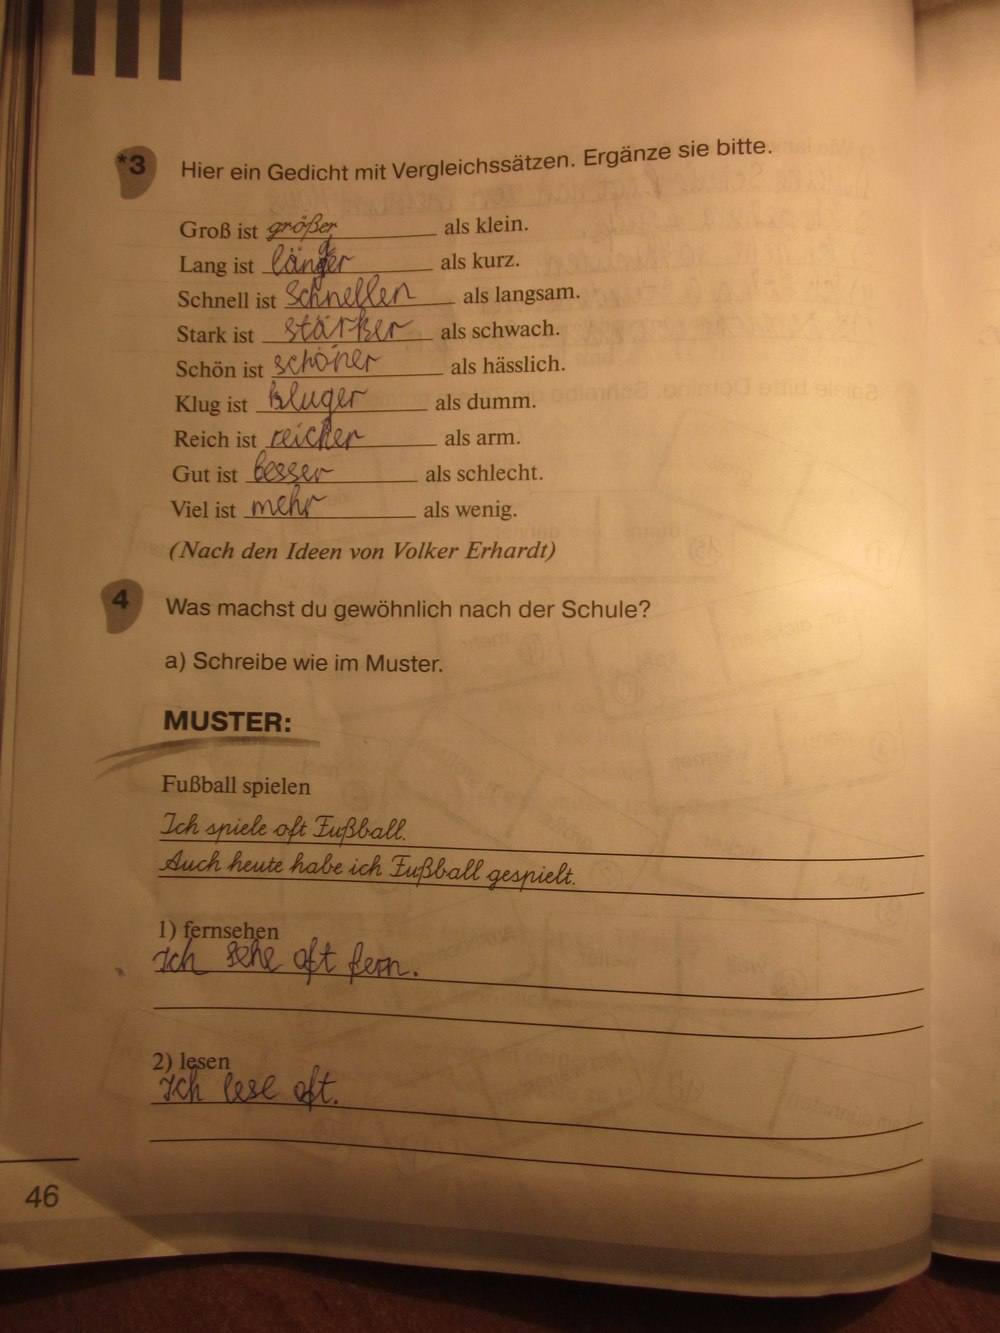 *3 Hier ein Gedicht mit Vergleichssätzen. Ergänze sie bitte.
Groß ist größer als klein.
Lang ist länger als kurz.
Schnell ist schnellen als langsam.
Stark ist stärker als schwach.
Schön ist schöner als hässlich.
Klug ist kluger als dumm.
Reich ist reicher als arm.
Gut ist besser als schlecht.
Viel ist mehr als wenig.
(Nach den Ideen von Volker Erhardt)
4 Was machst du gewöhnlich nach der Schule?
a) Schreibe wie im Muster.
MUSTER:
Fußball spielen
Ich spiele oft Fußball.
Auch heute habe ich Fußball gespielt.
1) fernsehen
Ich sehe oft fern.
2) lesen
Ich lese oft.
46